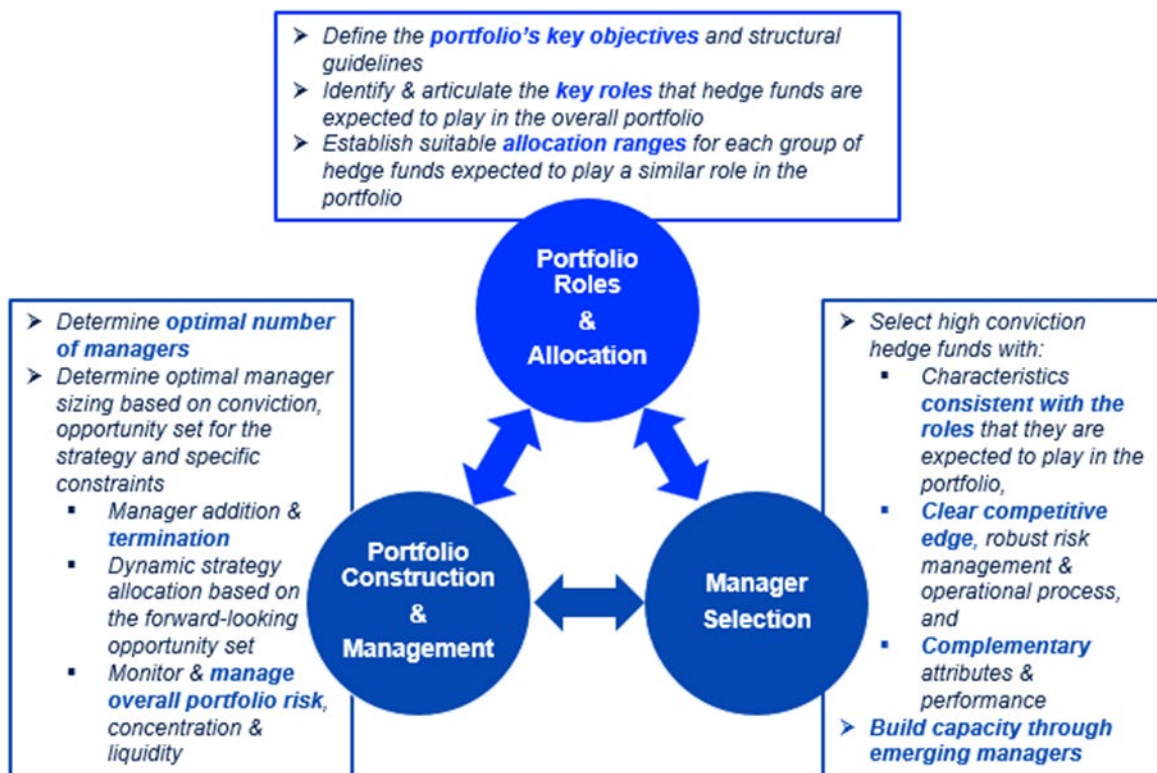 ➢ Define the portfolio's key objectives and structural
guidelines
➢ Identify & articulate the key roles that hedge funds are
expected to play in the overall portfolio
➢ Establish suitable allocation ranges for each group of
hedge funds expected to play a similar role in the
portfolio
Portfolio
Roles
&
Allocation
➢ Determine optimal number
of managers
➢ Determine optimal manager
sizing based on conviction,
opportunity set for the
strategy and specific
constraints
▪ Manager addition &
termination
▪ Dynamic strategy
allocation based on
the forward-looking
opportunity set
▪ Monitor & manage
overall portfolio risk,
concentration &
liquidity
Portfolio
Construction
&
Management
Manager
Selection
➢ Select high conviction
hedge funds with:
▪ Characteristics
consistent with the
roles that they are
expected to play in the
portfolio,
▪ Clear competitive
edge, robust risk
management &
operational process,
and
▪ Complementary
attributes &
performance
➢ Build capacity through
emerging managers